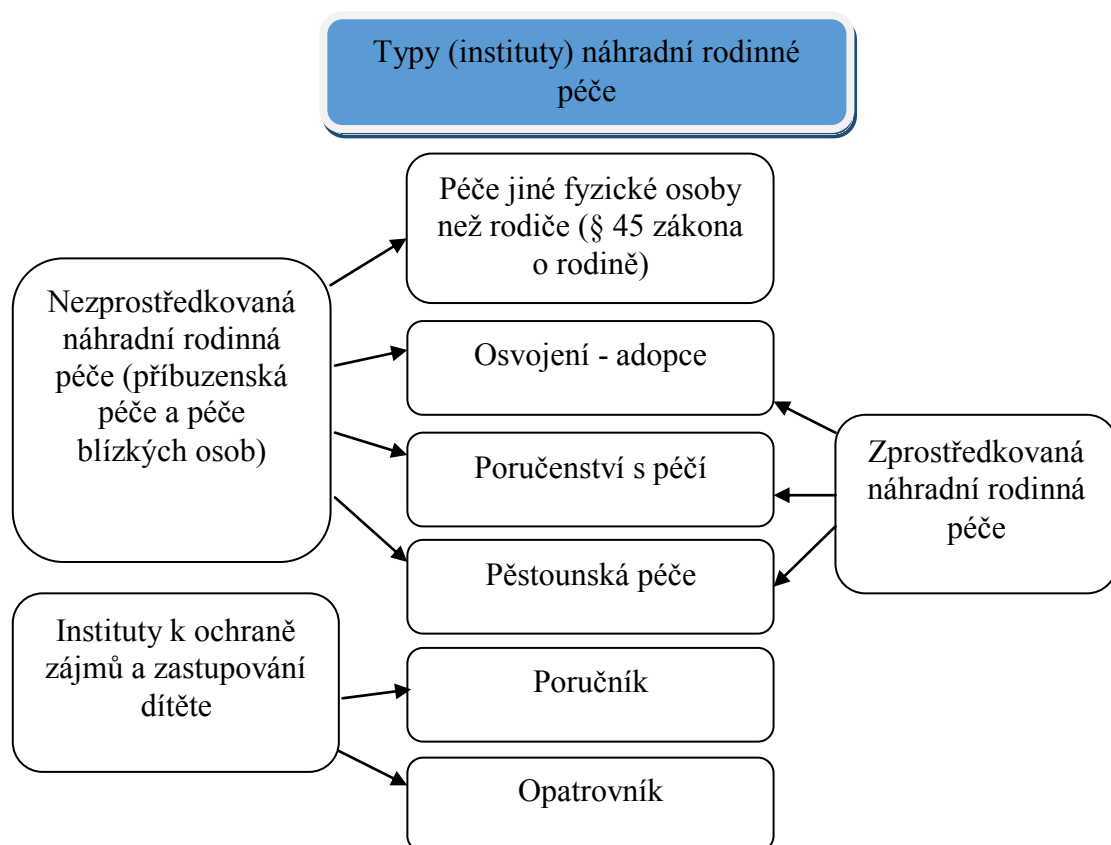 Typy (instituty) náhradní rodinné
péče
Péče jiné fyzické osoby
než rodiče (§ 45 zákona
o rodině)
Nezprostředkovaná
náhradní rodinná
péče (příbuzenská
péče a péče
blízkých osob)
Osvojení - adopce
Poručenství s péčí
Pěstounská péče
Zprostředkovaná
náhradní rodinná
péče
Instituty k ochraně
zájmů a zastupování
dítěte
Poručník
Opatrovník